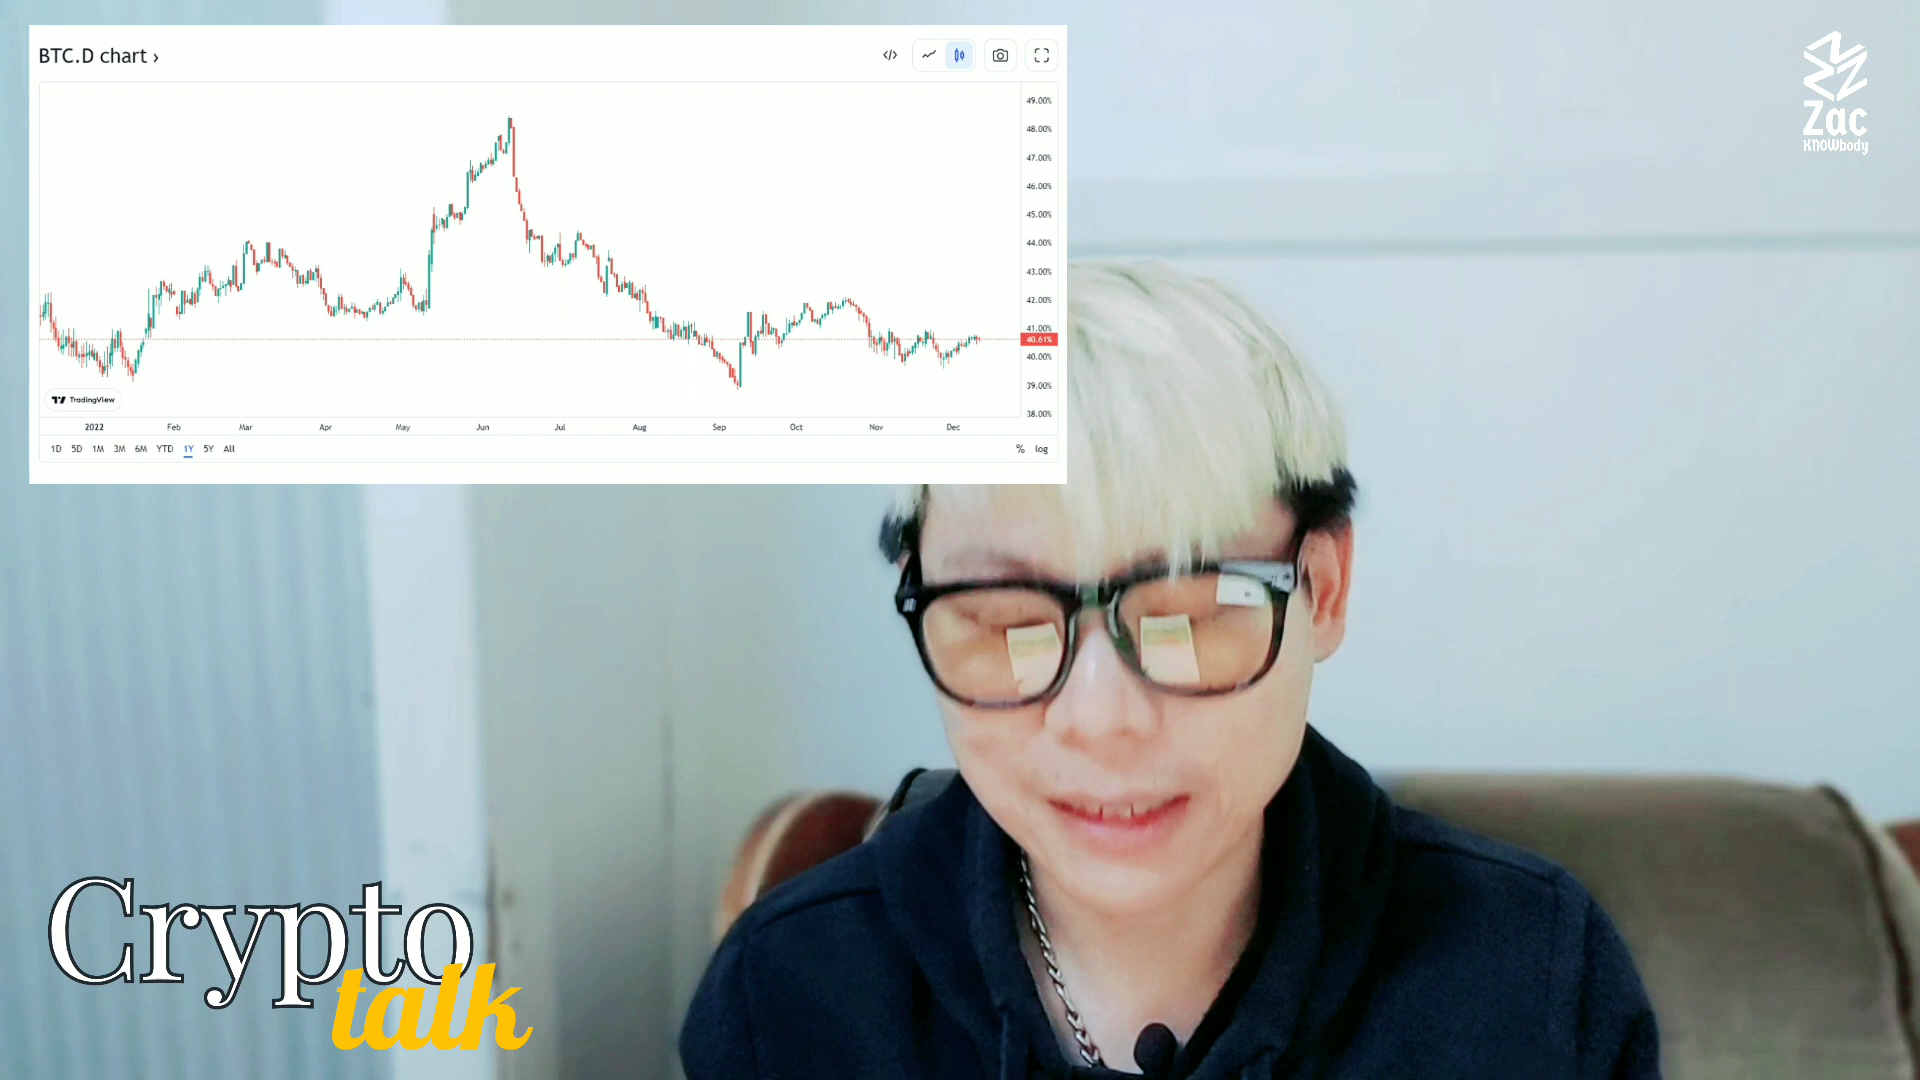 BTC.D chart ›
49.00%
48.00%
47.00%
46.00%
45.00%
44.00%
43.00%
42.00%
41.00%
40.61%
40.00%
39.00%
38.00%
TradingView
2022 Feb Mar Apr May Jun Jul Aug Sep Oct Nov Dec
1D 5D 1M 3M 6M YTD 1Y 5Y All % log
Zac
KNOWbody
Crypto
talk